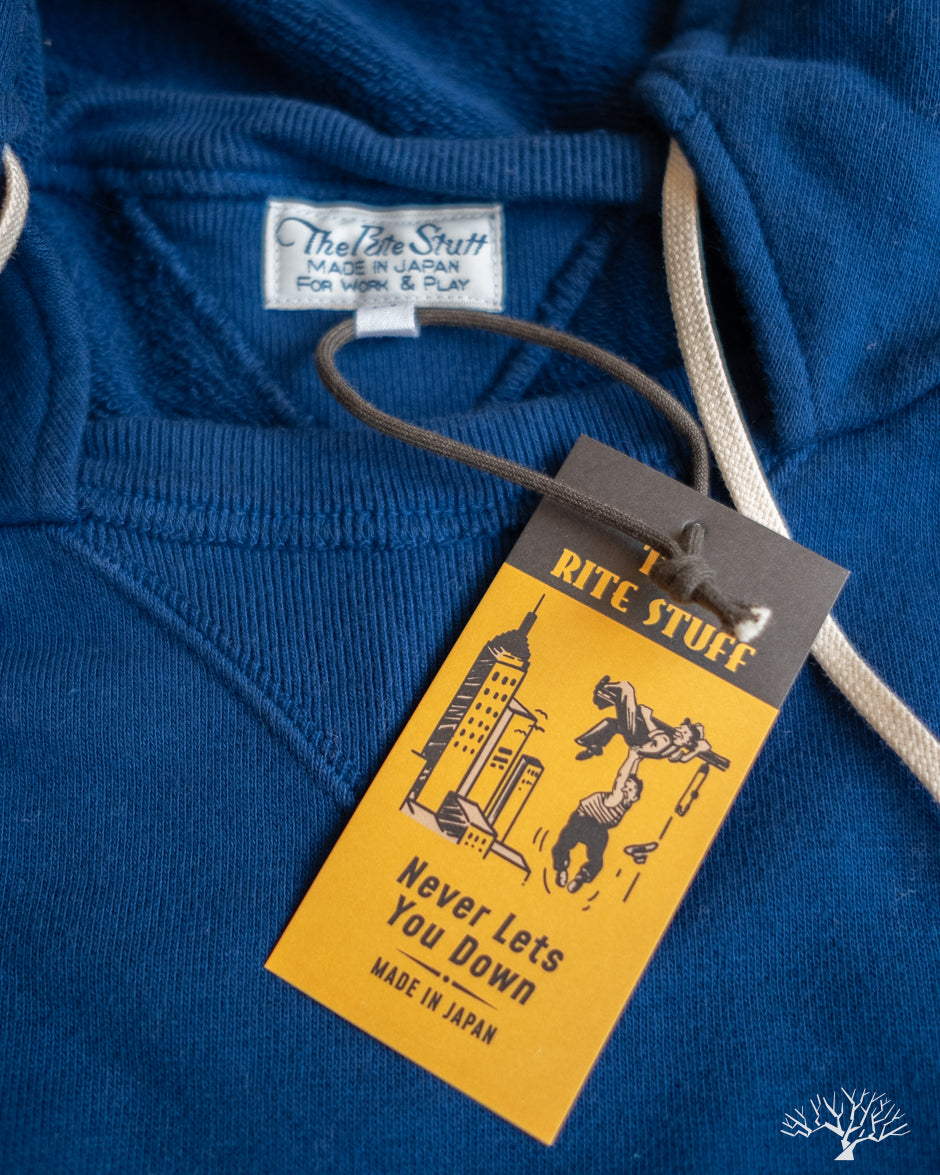 The Rite Stuff
MADE IN JAPAN
FOR WORK & PLAY
RITE STUFF
Never Lets
You Down
MADE IN JAPAN